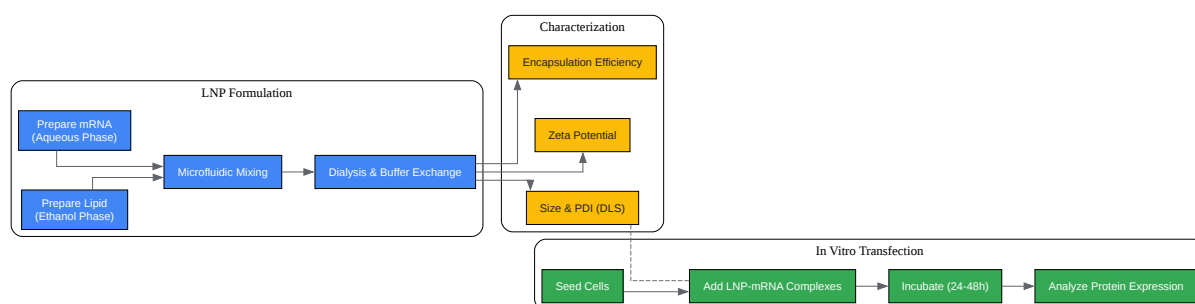 LNP Formulation
Prepare mRNA
(Aqueous Phase)
Prepare Lipid
(Ethanol Phase)
Microfluidic Mixing
Dialysis & Buffer Exchange
Characterization
Encapsulation Efficiency
Zeta Potential
Size & PDI (DLS)
In Vitro Transfection
Seed Cells
Add LNP-mRNA Complexes
Incubate (24-48h)
Analyze Protein Expression